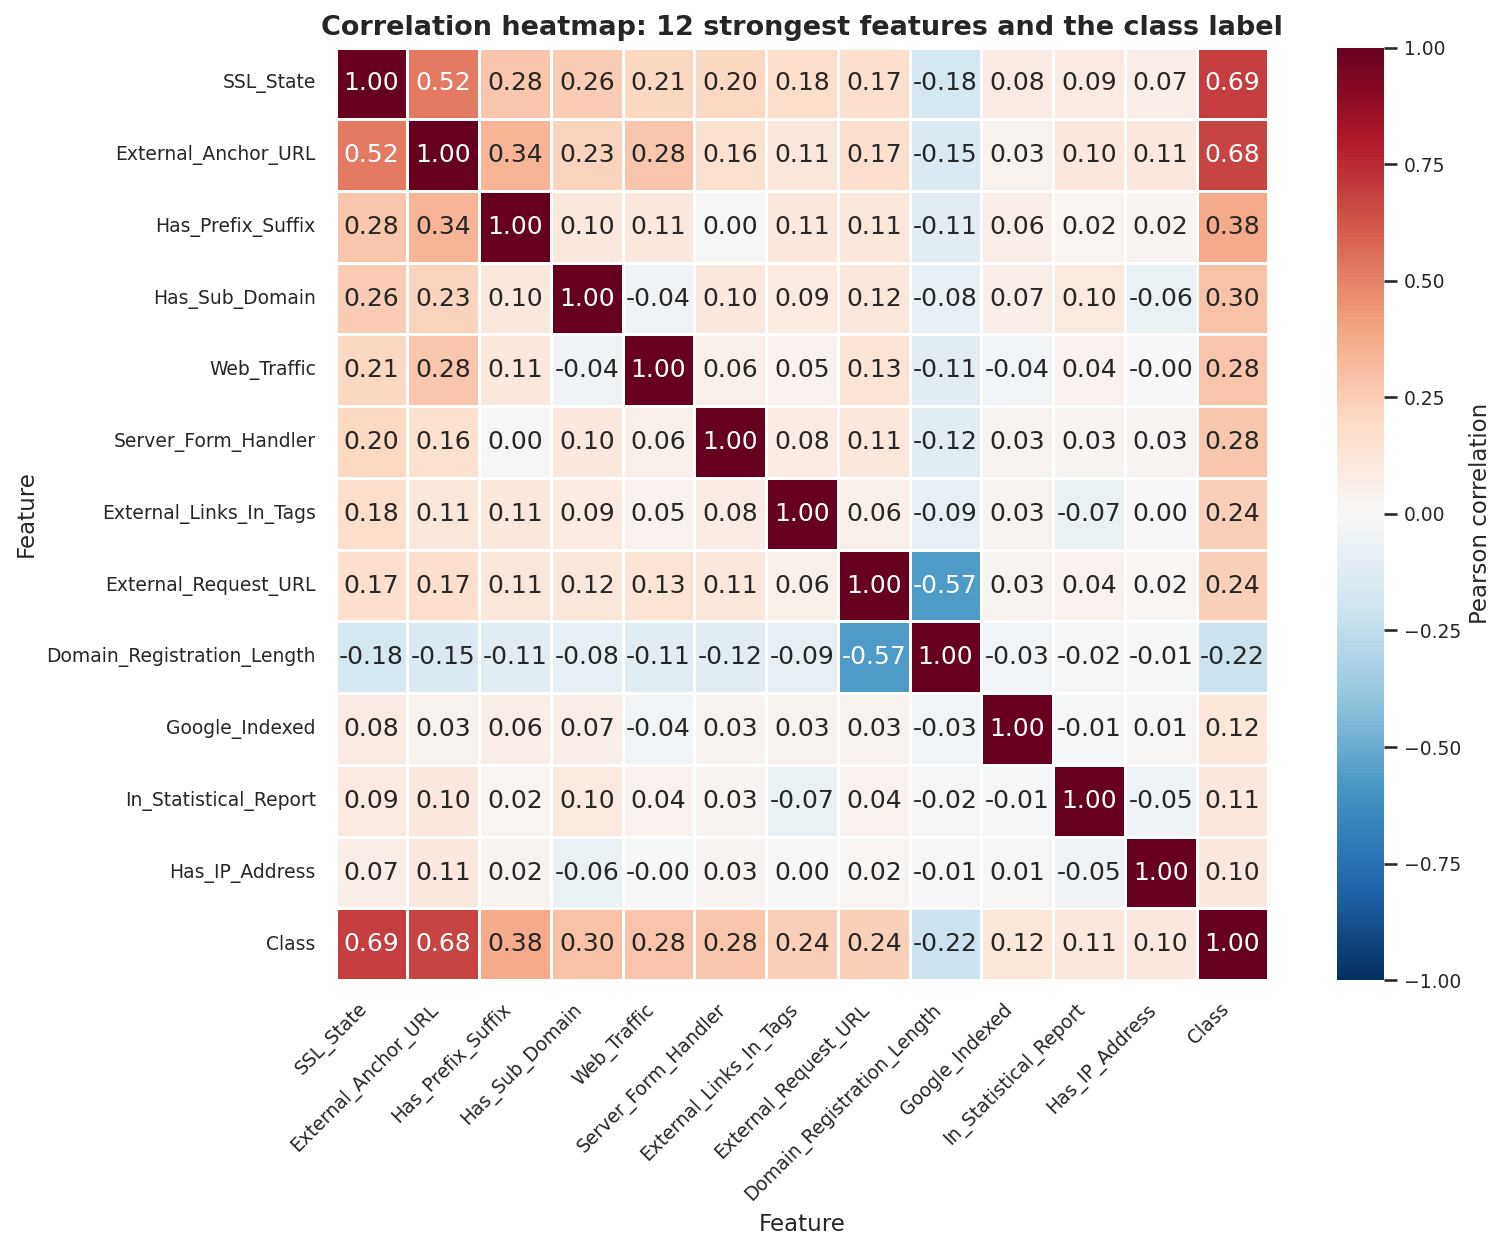 Correlation heatmap: 12 strongest features and the class label
SSL_State 1.00 0.52 0.28 0.26 0.21 0.20 0.18 0.17 -0.18 0.08 0.09 0.07 0.69
External_Anchor_URL 0.52 1.00 0.34 0.23 0.28 0.16 0.11 0.17 -0.15 0.03 0.10 0.11 0.68
Has_Prefix_Suffix 0.28 0.34 1.00 0.10 0.11 0.00 0.11 0.11 -0.11 0.06 0.02 0.02 0.38
Has_Sub_Domain 0.26 0.23 0.10 1.00 -0.04 0.10 0.09 0.12 -0.08 0.07 0.10 -0.06 0.30
Web_Traffic 0.21 0.28 0.11 -0.04 1.00 0.06 0.05 0.13 -0.11 -0.04 0.04 -0.00 0.28
Server_Form_Handler 0.20 0.16 0.00 0.10 0.06 1.00 0.08 0.11 -0.12 0.03 0.03 0.03 0.28
External_Links_In_Tags 0.18 0.11 0.11 0.09 0.05 0.08 1.00 0.06 -0.09 0.03 -0.07 0.00 0.24
External_Request_URL 0.17 0.17 0.11 0.12 0.13 0.11 0.06 1.00 -0.57 0.03 0.04 0.02 0.24
Domain_Registration_Length -0.18 -0.15 -0.11 -0.08 -0.11 -0.12 -0.09 -0.57 1.00 -0.03 -0.02 -0.01 -0.22
Google_Indexed 0.08 0.03 0.06 0.07 -0.04 0.03 0.03 0.03 -0.03 1.00 -0.01 0.01 0.12
In_Statistical_Report 0.09 0.10 0.02 0.10 0.04 0.03 -0.07 0.04 -0.02 -0.01 1.00 -0.05 0.11
Has_IP_Address 0.07 0.11 0.02 -0.06 -0.00 0.03 0.00 0.02 -0.01 0.01 -0.05 1.00 0.10
Class 0.69 0.68 0.38 0.30 0.28 0.28 0.24 0.24 -0.22 0.12 0.11 0.10 1.00
Feature
SSL_State
External_Anchor_URL
Has_Prefix_Suffix
Has_Sub_Domain
Web_Traffic
Server_Form_Handler
External_Links_In_Tags
External_Request_URL
Domain_Registration_Length
Google_Indexed
In_Statistical_Report
Has_IP_Address
Class
Feature
1.00
0.75
0.50
0.25
0.00
−0.25
−0.50
−0.75
−1.00
Pearson correlation